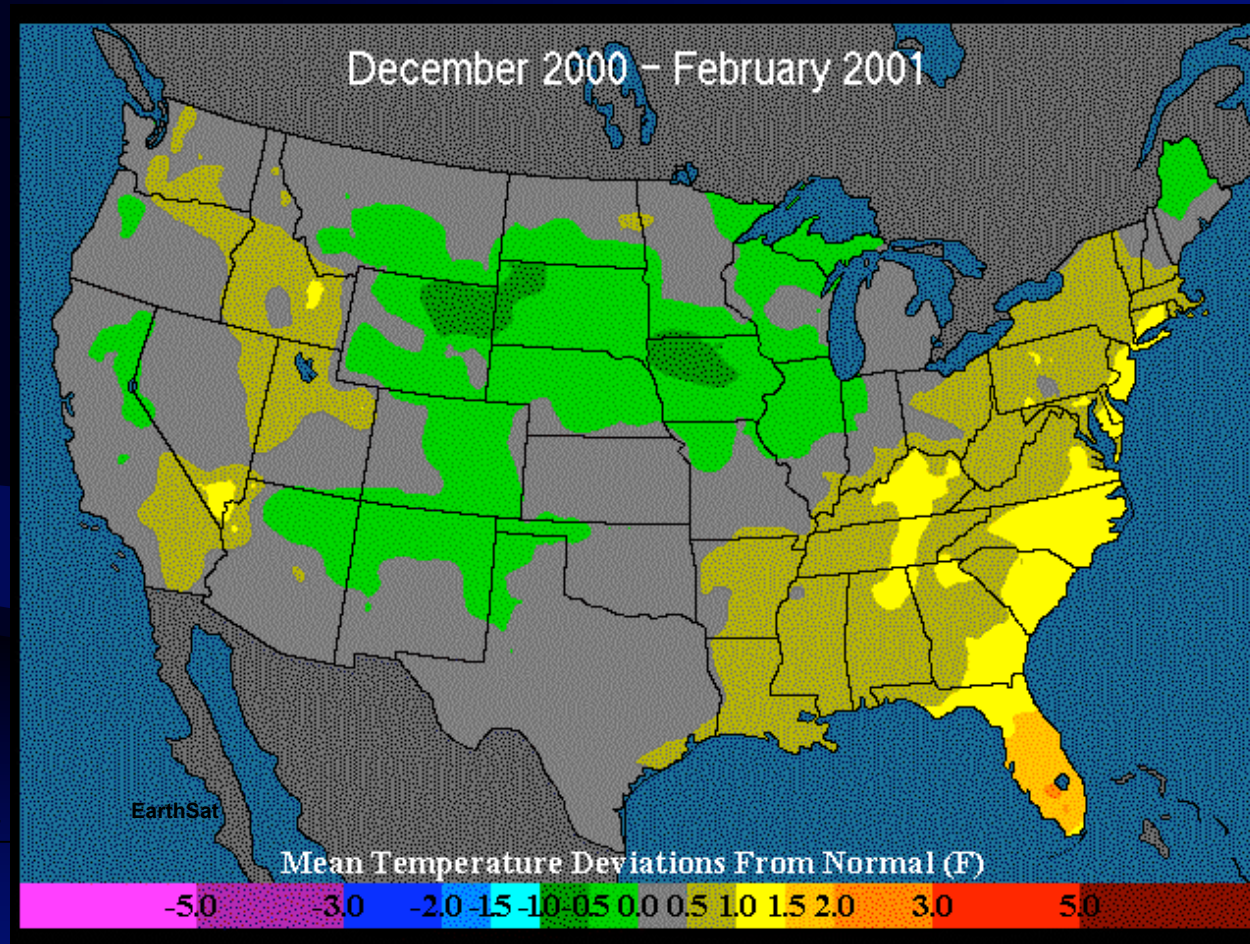 December 2000 - February 2001
EarthSat
Mean Temperature Deviations From Normal (F)
-5.0 -3.0 -2.0 -1.5 -1.0 -0.5 0.0 0.5 1.0 1.5 2.0 3.0 5.0